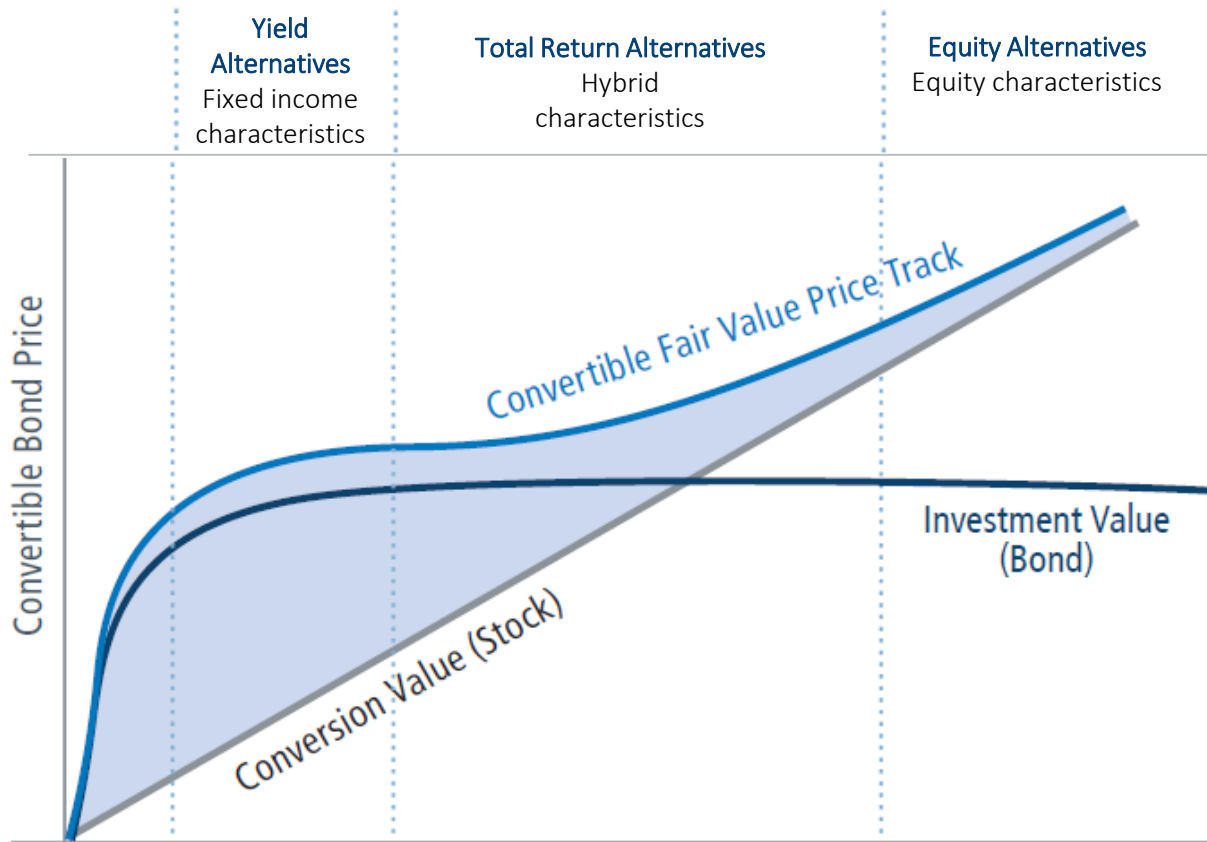 Yield
Alternatives
Fixed income
characteristics
Total Return Alternatives
Hybrid
characteristics
Equity Alternatives
Equity characteristics
Convertible Bond Price
Convertible Fair Value Price Track
Investment Value
(Bond)
Conversion Value (Stock)